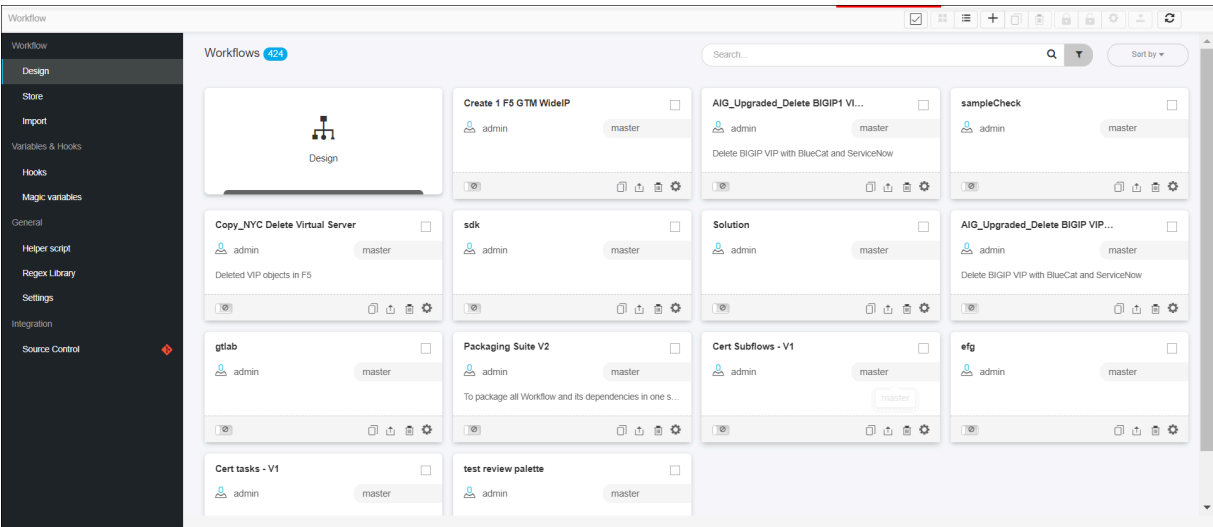 Workflow
Workflow
Design
Store
Import
Variables & Hooks
Hooks
Magic variables
General
Helper script
Regex Library
Settings
Integration
Source Control
Workflows 424
Search...
Sort by
Design
Create 1 F5 GTM WideIP
admin master
AIG_Upgraded_Delete BIGIP1 VI...
admin master
Delete BIGIP VIP with BlueCat and ServiceNow
sampleCheck
admin master
Copy_NYC Delete Virtual Server
admin master
Deleted VIP objects in F5
sdk
admin master
Solution
admin master
AIG_Upgraded_Delete BIGIP VIP...
admin master
Delete BIGIP VIP with BlueCat and ServiceNow
gtlab
admin master
Packaging Suite V2
admin master
To package all Workflow and its dependencies in one s...
Cert Subflows - V1
admin master
master
efg
admin master
Cert tasks - V1
admin master
test review palette
admin master